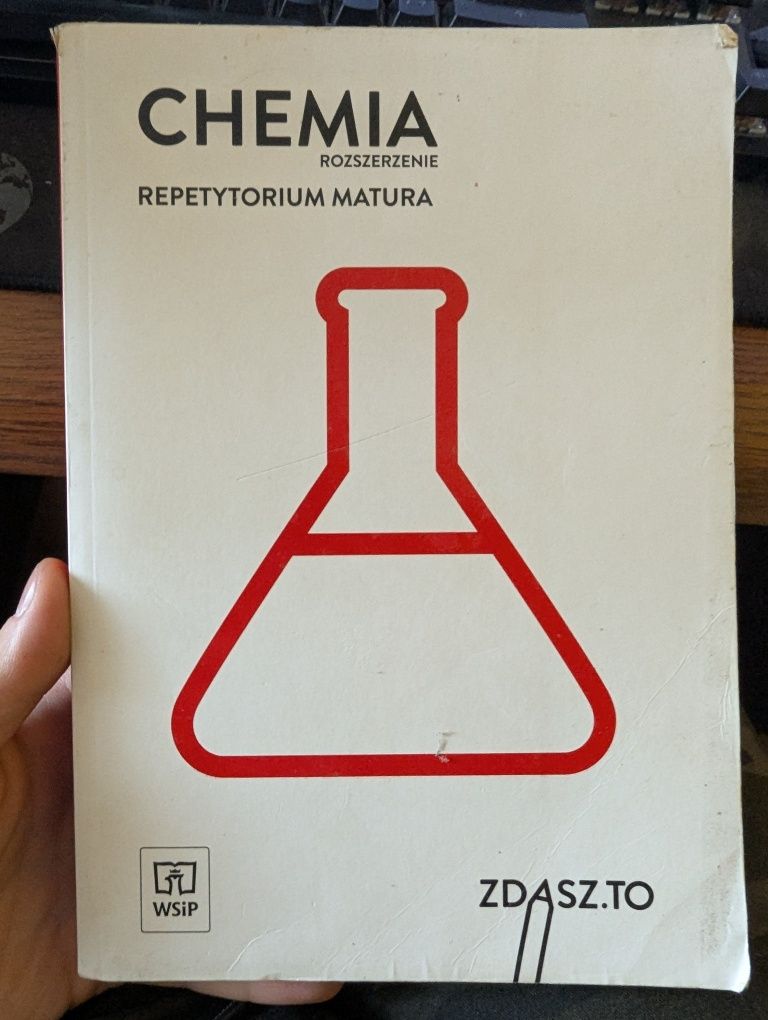 CHEMIA
ROZSZERZENIE
REPETYTORIUM MATURA
WSiP
ZDASZ.TO